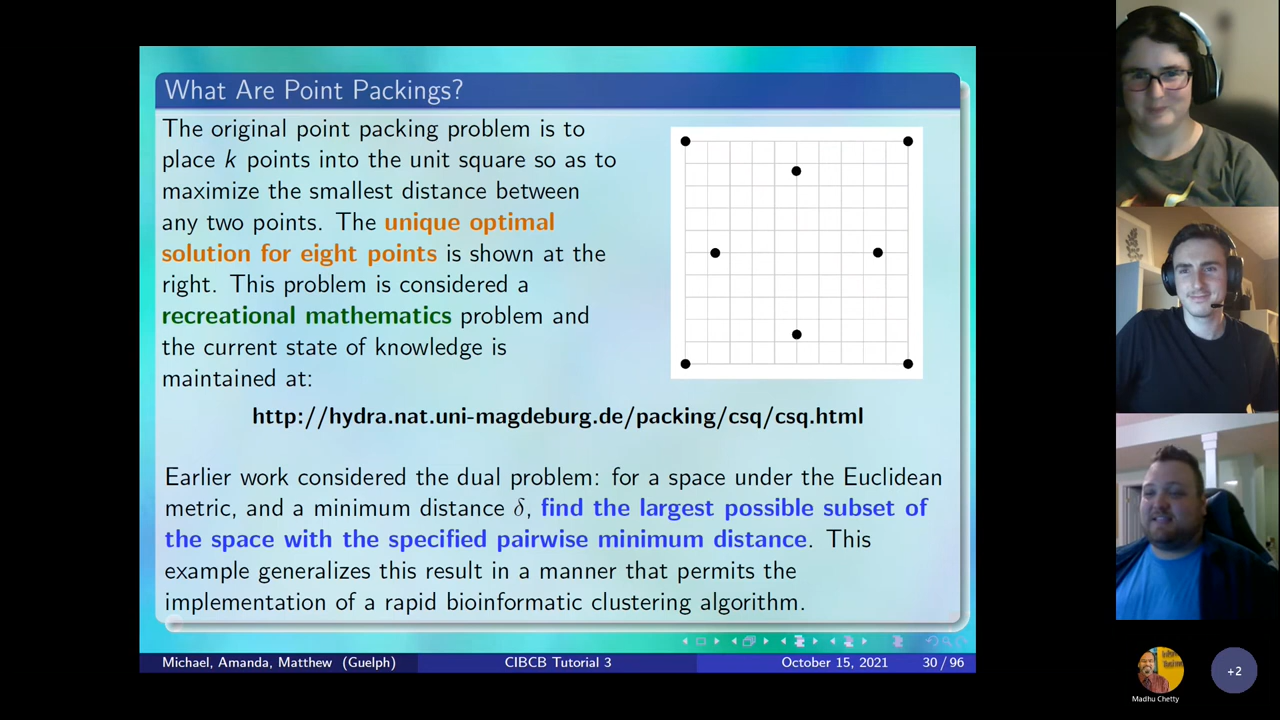 What Are Point Packings?
The original point packing problem is to
place k points into the unit square so as to
maximize the smallest distance between
any two points. The unique optimal
solution for eight points is shown at the
right. This problem is considered a
recreational mathematics problem and
the current state of knowledge is
maintained at:
http://hydra.nat.uni-magdeburg.de/packing/csq/csq.html
Earlier work considered the dual problem: for a space under the Euclidean
metric, and a minimum distance δ, find the largest possible subset of
the space with the specified pairwise minimum distance. This
example generalizes this result in a manner that permits the
implementation of a rapid bioinformatic clustering algorithm.
Michael, Amanda, Matthew (Guelph)
CIBCB Tutorial 3
October 15, 2021
30 / 96
Madhu Chetty
+2